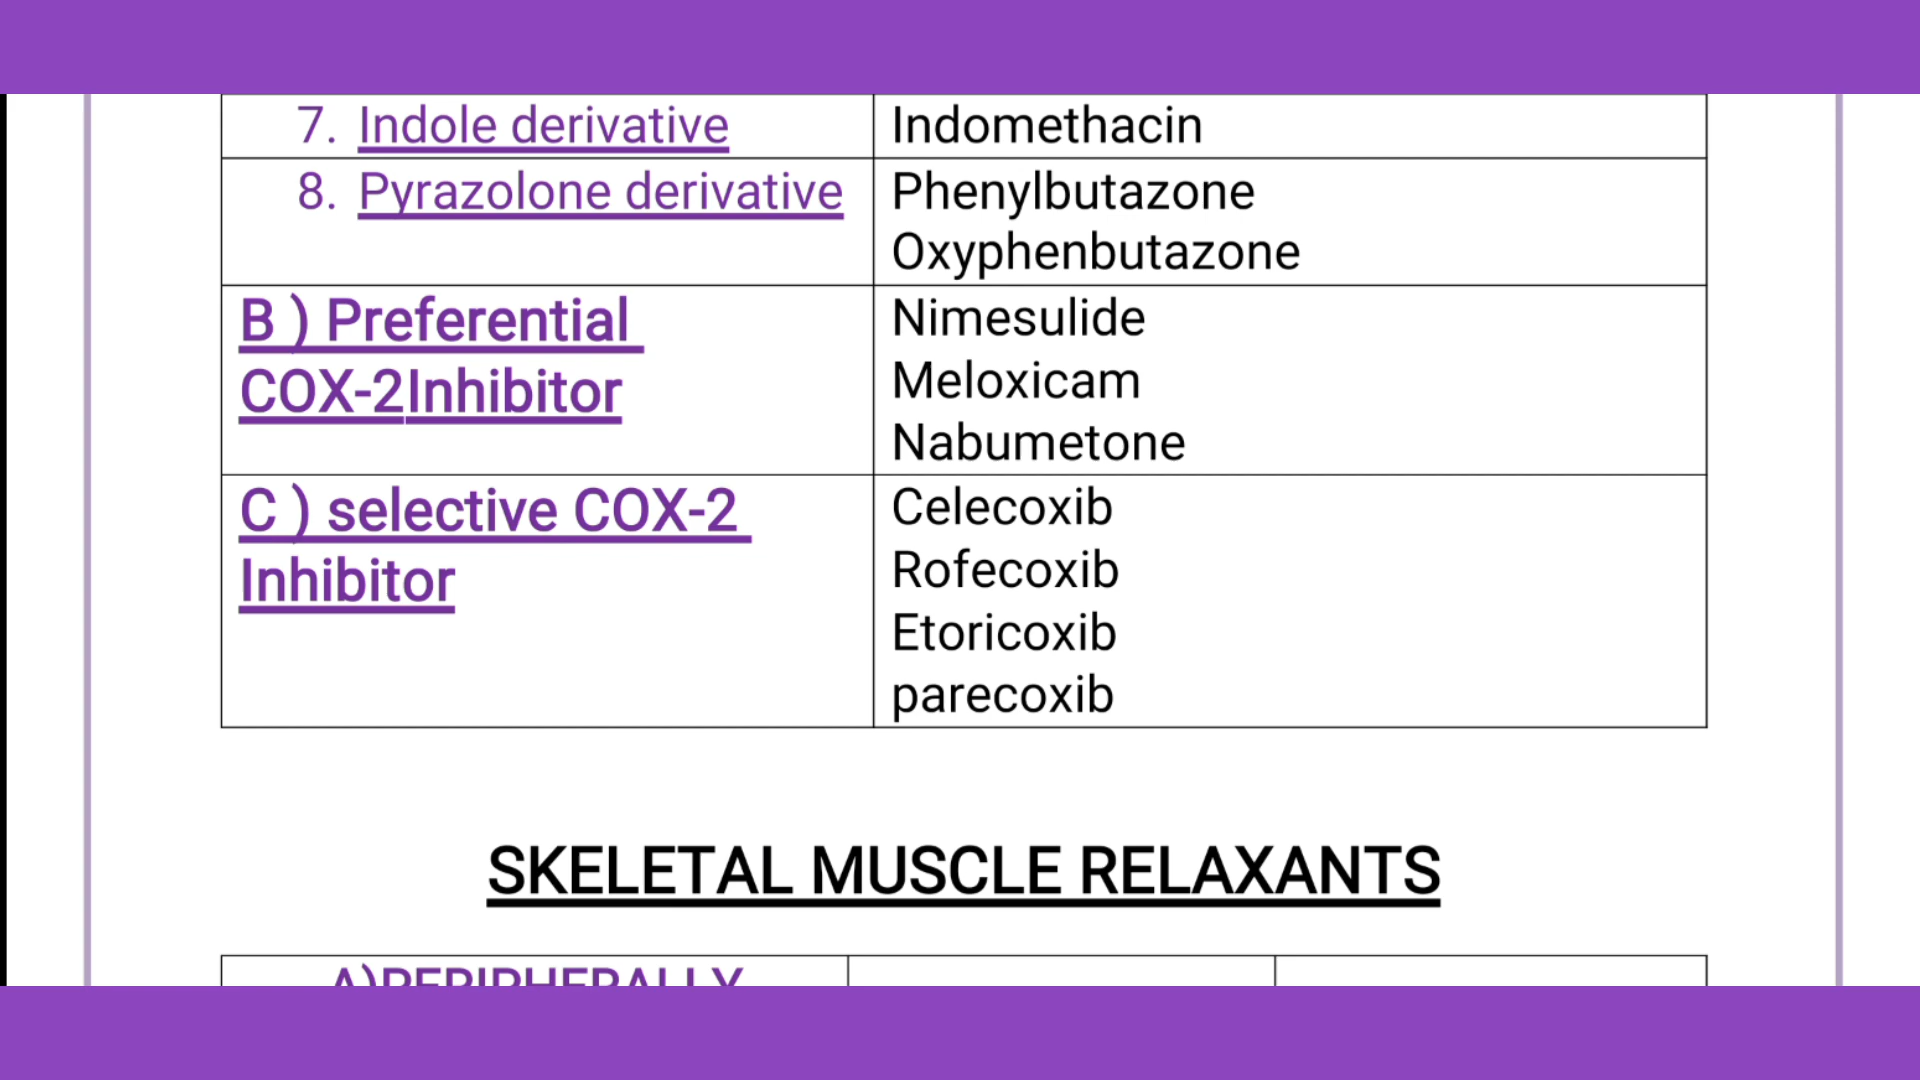 7. Indole derivative
Indomethacin
8. Pyrazolone derivative
Phenylbutazone
Oxyphenbutazone
B ) Preferential
COX-2Inhibitor
Nimesulide
Meloxicam
Nabumetone
C ) selective COX-2
Inhibitor
Celecoxib
Rofecoxib
Etoricoxib
parecoxib
SKELETAL MUSCLE RELAXANTS
A)PERIPHERALLY